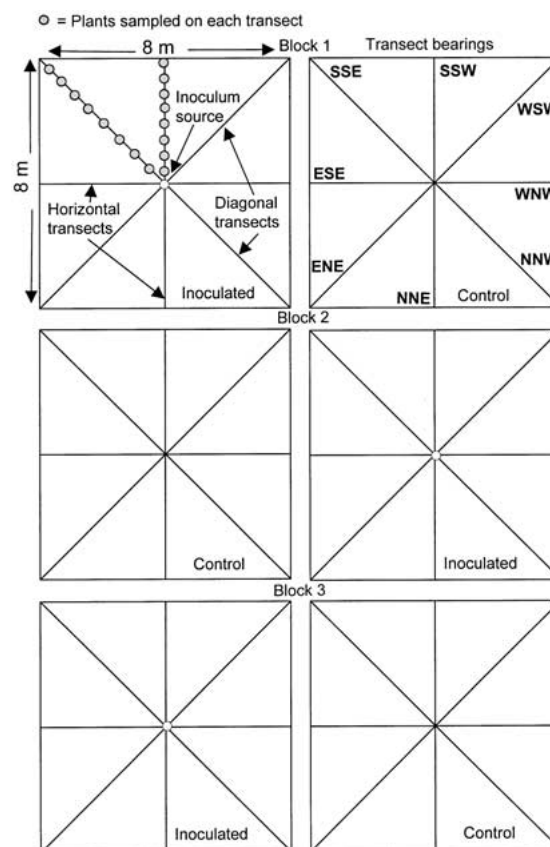 = Plants sampled on each transect
8 m
Block 1
Transect bearings
8 m
Inoculum
source
Horizontal
transects
Diagonal
transects
Inoculated
SSE
SSW
WSW
ESE
WNW
ENE
NNW
NNE
Control
Block 2
Control
Inoculated
Block 3
Inoculated
Control